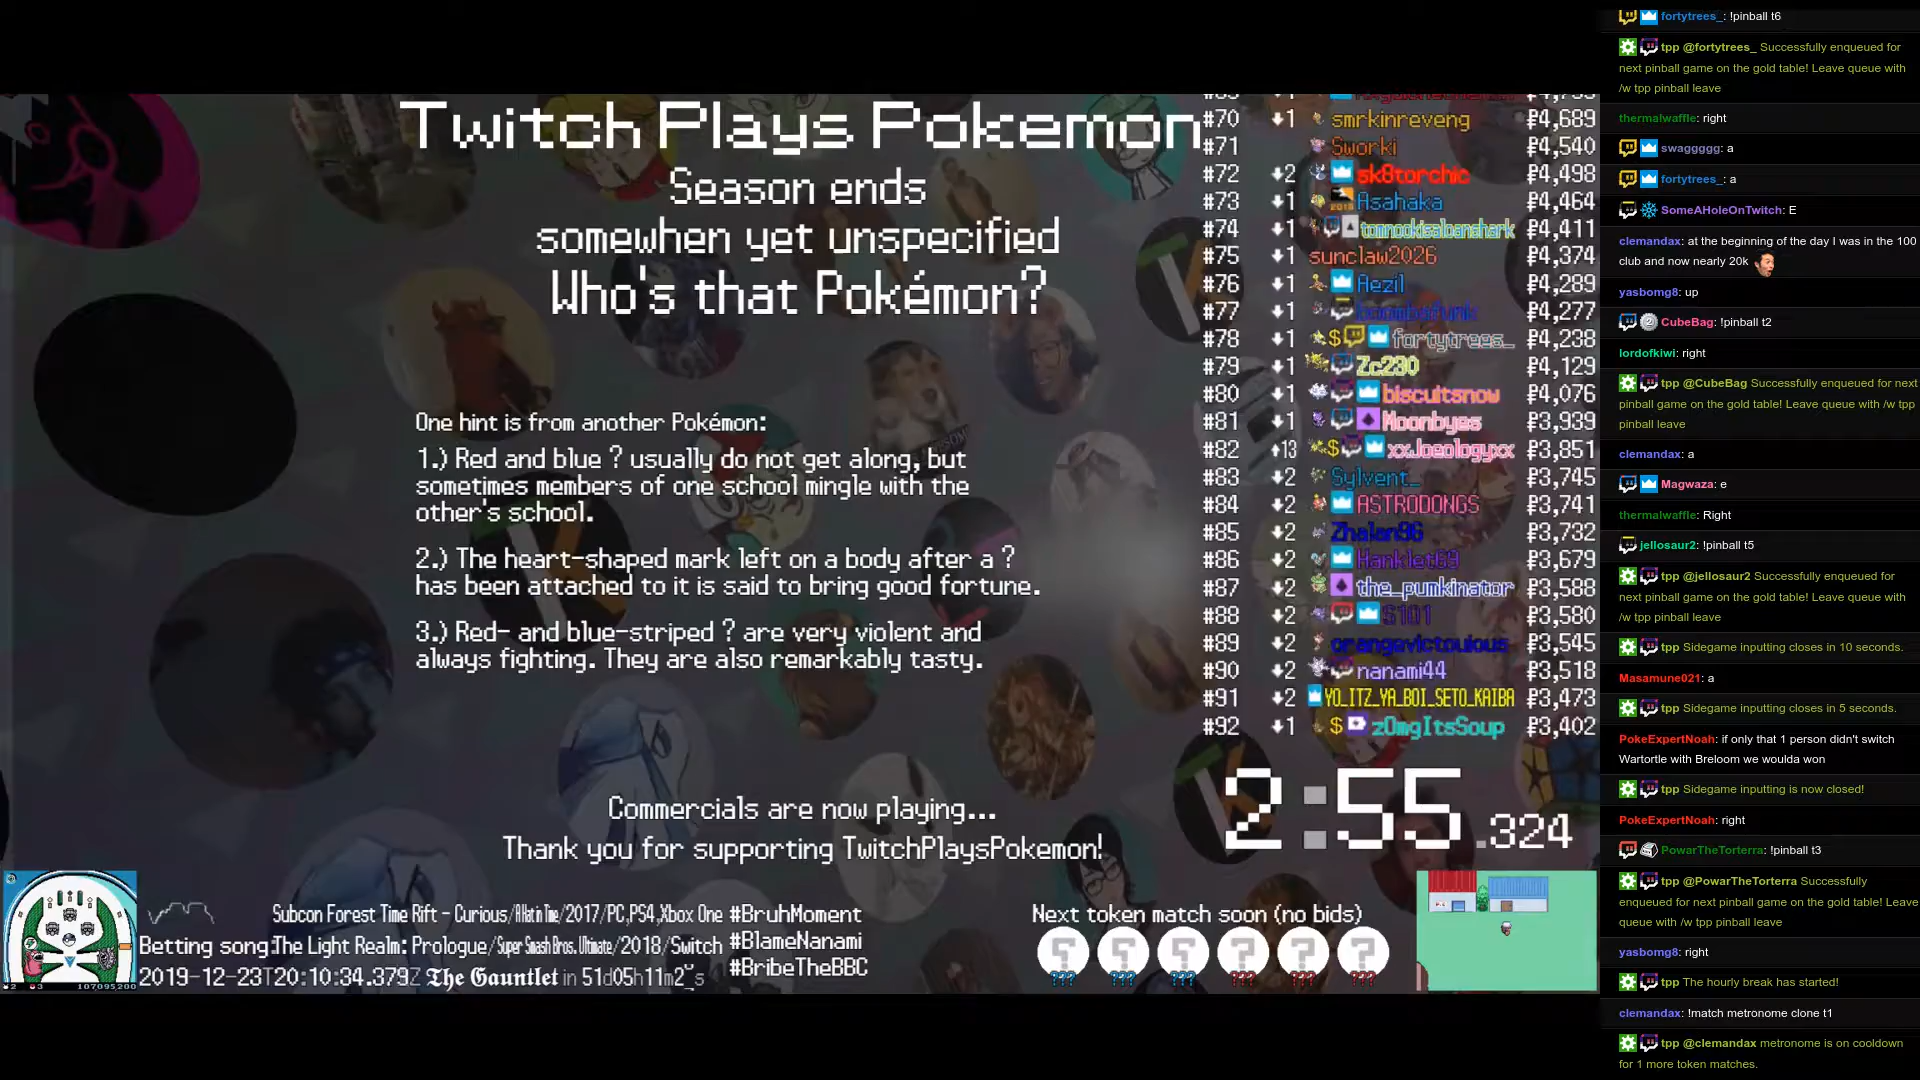 Twitch Plays Pokemon
Season ends
somewhen yet unspecified
Who's that Pokémon?
One hint is from another Pokémon:
1.) Red and blue ? usually do not get along, but
sometimes members of one school mingle with the
other's school.
2.) The heart-shaped mark left on a body after a ?
has been attached to it is said to bring good fortune.
3.) Red- and blue-striped ? are very violent and
always fighting. They are also remarkably tasty.
Commercials are now playing...
Thank you for supporting TwitchPlaysPokemon!
#70 1 smrkinreveng ₽4,689
#71 Sworki ₽4,540
#72 2 sk8torchic ₽4,498
#73 1 Asahaka ₽4,464
#74 1 tomnookisaloanshark ₽4,411
#75 1 sunclaw2026 ₽4,374
#76 1 Aezil ₽4,289
#77 1 ₽4,277
#78 1 $ fortytrees_ ₽4,238
#79 1 Zc230 ₽4,129
#80 1 biscuitsnow ₽4,076
#81 1 Moonbyes ₽3,939
#82 13 $ xxJoeologyxx ₽3,851
#83 2 Sylvent_ ₽3,745
#84 2 ASTRODONGS ₽3,741
#85 2 Zhalan96 ₽3,732
#86 2 Hanklet69 ₽3,679
#87 2 the_pumkinator ₽3,588
#88 2 S101 ₽3,580
#89 2 orangavictouious ₽3,545
#90 2 nanami44 ₽3,518
#91 2 YO_ITZ_YA_BOI_SETO_KAIBA ₽3,473
#92 1 $ z0mgItsSoup ₽3,402
2:55.324
Subcon Forest Time Rift - Curious/A Hat in Time/2017/PC,PS4,Xbox One
Betting song:The Light Realm: Prologue/Super Smash Bros. Ultimate/2018/Switch
2019-12-23T20:10:34.379Z The Gauntlet in 51d05h11m2 s
#BruhMoment
#BlameNanami
#BribeTheBBC
Next token match soon (no bids)
? ? ? ? ? ?
??? ??? ??? ??? ??? ???
107095200
fortytrees_: !pinball t6
tpp @fortytrees_ Successfully enqueued for
next pinball game on the gold table! Leave queue with
/w tpp pinball leave
thermalwaffle: right
swaggggg: a
fortytrees_: a
SomeAHoleOnTwitch: E
clemandax: at the beginning of the day I was in the 100
club and now nearly 20k
yasbomg8: up
CubeBag: !pinball t2
lordofkiwi: right
tpp @CubeBag Successfully enqueued for next
pinball game on the gold table! Leave queue with /w tpp
pinball leave
clemandax: a
Magwaza: e
thermalwaffle: Right
jellosaur2: !pinball t5
tpp @jellosaur2 Successfully enqueued for
next pinball game on the gold table! Leave queue with
/w tpp pinball leave
tpp Sidegame inputting closes in 10 seconds.
Masamune021: a
tpp Sidegame inputting closes in 5 seconds.
PokeExpertNoah: if only that 1 person didn't switch
Wartortle with Breloom we woulda won
tpp Sidegame inputting is now closed!
PokeExpertNoah: right
PowarTheTorterra: !pinball t3
tpp @PowarTheTorterra Successfully
enqueued for next pinball game on the gold table! Leave
queue with /w tpp pinball leave
yasbomg8: right
tpp The hourly break has started!
clemandax: !match metronome clone t1
tpp @clemandax metronome is on cooldown
for 1 more token matches.